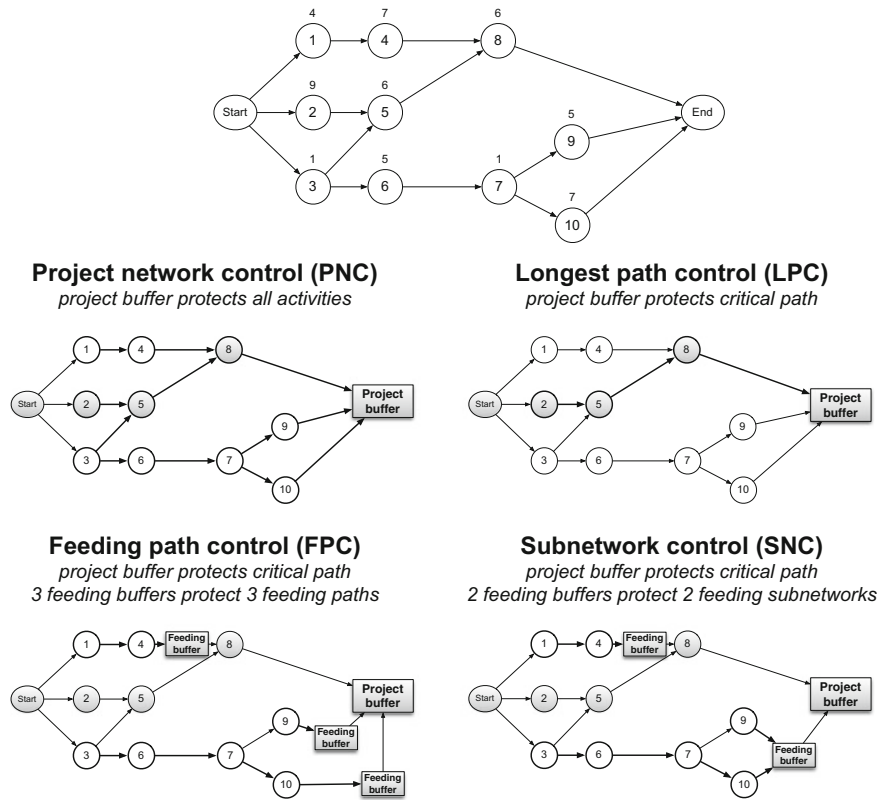 4 7 6
1 4 8
9 6
Start 2 5 End
5
9
1 5 1
3 6 7
7
10
Project network control (PNC)
project buffer protects all activities
1 4 8
Start 2 5
Project
buffer
9
3 6 7
10
Longest path control (LPC)
project buffer protects critical path
1 4 8
Start 2 5
Project
buffer
9
3 6 7
10
Feeding path control (FPC)
project buffer protects critical path
3 feeding buffers protect 3 feeding paths
1 4 Feeding
buffer 8
Start 2 5
Project
buffer
9
Feeding
buffer
3 6 7
10
Feeding
buffer
Subnetwork control (SNC)
project buffer protects critical path
2 feeding buffers protect 2 feeding subnetworks
1 4 Feeding
buffer 8
Start 2 5
Project
buffer
9
3 6 7
Feeding
buffer
10